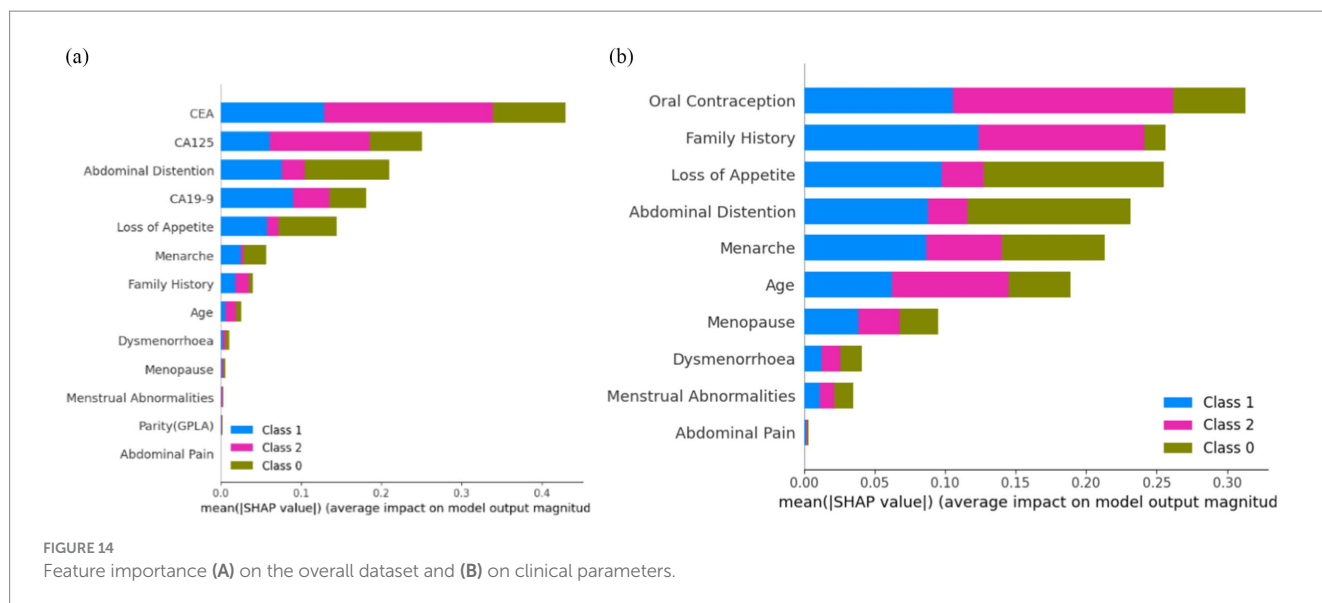 (a)
CEA
CA125
Abdominal Distention
CA19-9
Loss of Appetite
Menarche
Family History
Age
Dysmenorrhoea
Menopause
Menstrual Abnormalities
Parity(GPLA)
Abdominal Pain
Class 1
Class 2
Class 0
0.0 0.1 0.2 0.3 0.4
mean(|SHAP value|) (average impact on model output magnitud
(b)
Oral Contraception
Family History
Loss of Appetite
Abdominal Distention
Menarche
Age
Menopause
Dysmenorrhoea
Menstrual Abnormalities
Abdominal Pain
Class 1
Class 2
Class 0
0.00 0.05 0.10 0.15 0.20 0.25 0.30
mean(|SHAP value|) (average impact on model output magnitud
FIGURE 14
Feature importance (A) on the overall dataset and (B) on clinical parameters.